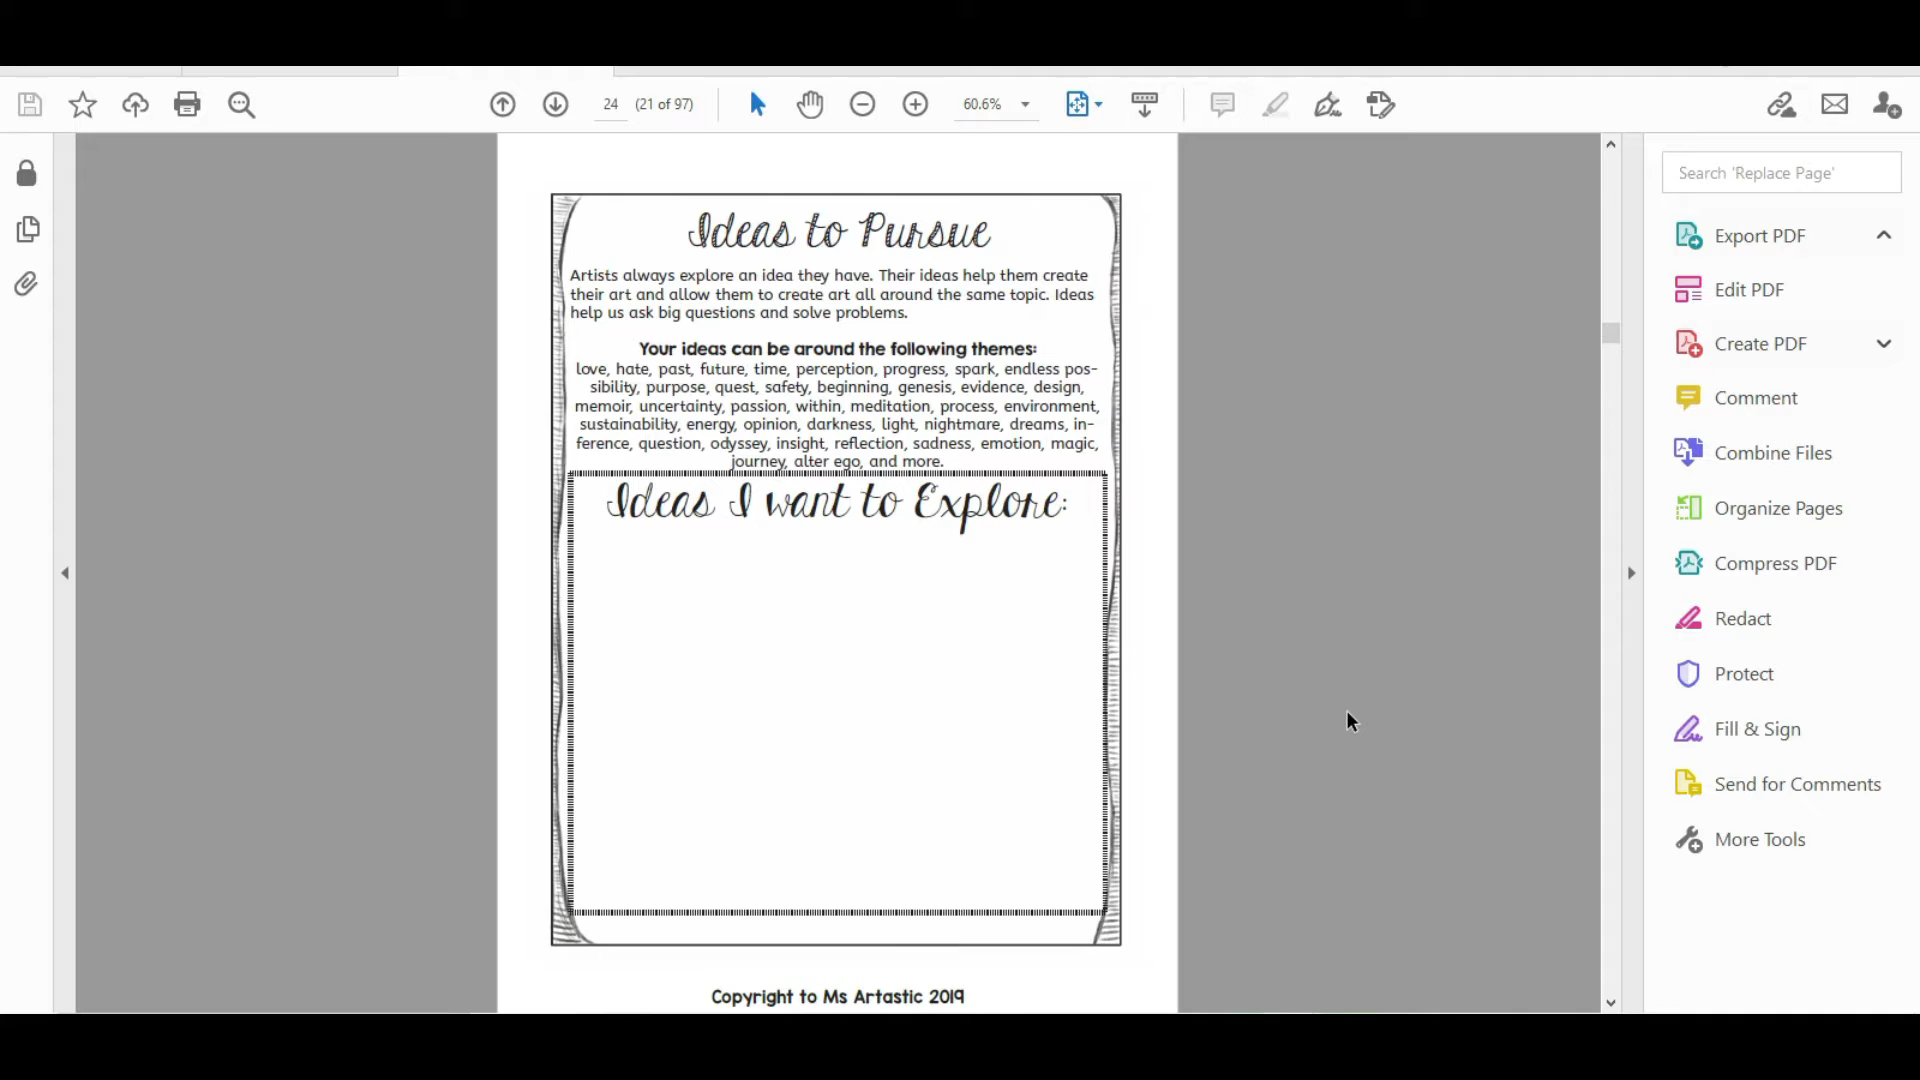 24 (21 of 97) 60.6%
Search 'Replace Page'
Export PDF
Edit PDF
Create PDF
Comment
Combine Files
Organize Pages
Compress PDF
Redact
Protect
Fill & Sign
Send for Comments
More Tools
Ideas to Pursue
Artists always explore an idea they have. Their ideas help them create
their art and allow them to create art all around the same topic. Ideas
help us ask big questions and solve problems.
Your ideas can be around the following themes:
love, hate, past, future, time, perception, progress, spark, endless pos-
sibility, purpose, quest, safety, beginning, genesis, evidence, design,
memoir, uncertainty, passion, within, meditation, process, environment,
sustainability, energy, opinion, darkness, light, nightmare, dreams, in-
ference, question, odyssey, insight, reflection, sadness, emotion, magic,
journey, alter ego, and more.
Ideas I want to Explore:
Copyright to Ms Artastic 2019